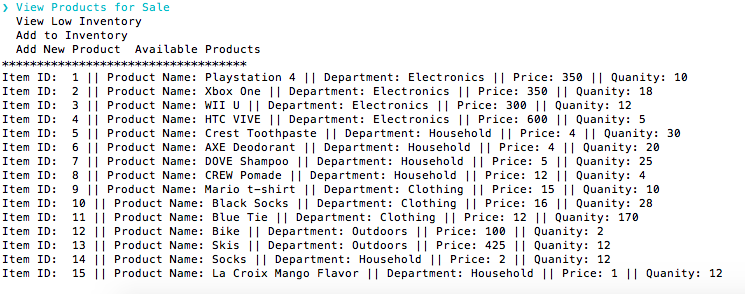 ❯ View Products for Sale
View Low Inventory
Add to Inventory
Add New Product  Available Products
***********************************
Item ID:  1 || Product Name: Playstation 4 || Department: Electronics || Price: 350 || Quanity: 10
Item ID:  2 || Product Name: Xbox One || Department: Electronics || Price: 350 || Quanity: 18
Item ID:  3 || Product Name: WII U || Department: Electronics || Price: 300 || Quanity: 12
Item ID:  4 || Product Name: HTC VIVE || Department: Electronics || Price: 600 || Quanity: 5
Item ID:  5 || Product Name: Crest Toothpaste || Department: Household || Price: 4 || Quanity: 30
Item ID:  6 || Product Name: AXE Deodorant || Department: Household || Price: 4 || Quanity: 20
Item ID:  7 || Product Name: DOVE Shampoo || Department: Household || Price: 5 || Quanity: 25
Item ID:  8 || Product Name: CREW Pomade || Department: Household || Price: 12 || Quanity: 4
Item ID:  9 || Product Name: Mario t-shirt || Department: Clothing || Price: 15 || Quanity: 10
Item ID:  10 || Product Name: Black Socks || Department: Clothing || Price: 16 || Quanity: 28
Item ID:  11 || Product Name: Blue Tie || Department: Clothing || Price: 12 || Quanity: 170
Item ID:  12 || Product Name: Bike || Department: Outdoors || Price: 100 || Quanity: 2
Item ID:  13 || Product Name: Skis || Department: Outdoors || Price: 425 || Quanity: 12
Item ID:  14 || Product Name: Socks || Department: Household || Price: 2 || Quanity: 12
Item ID:  15 || Product Name: La Croix Mango Flavor || Department: Household || Price: 1 || Quanity: 12